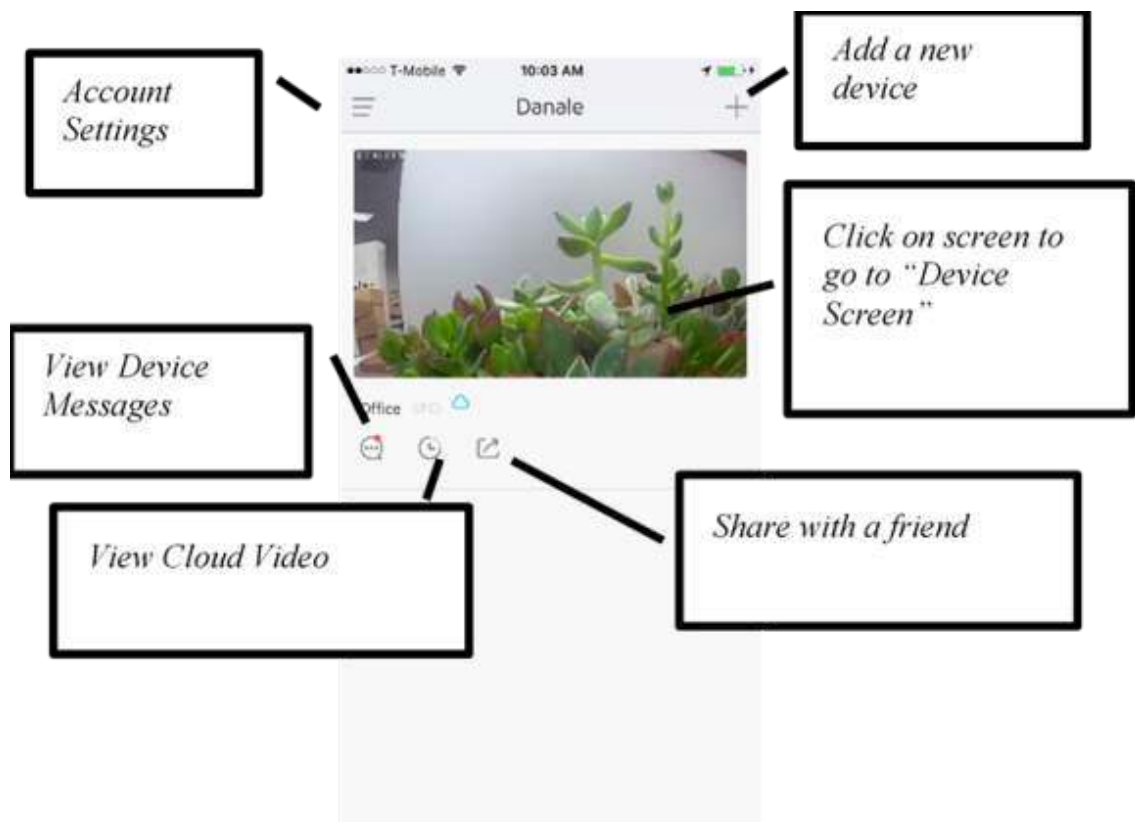 Account
Settings
T-Mobile
10:03 AM
Danale
Add a new
device
Click on screen to
go to “Device
Screen”
View Device
Messages
Office
View Cloud Video
Share with a friend